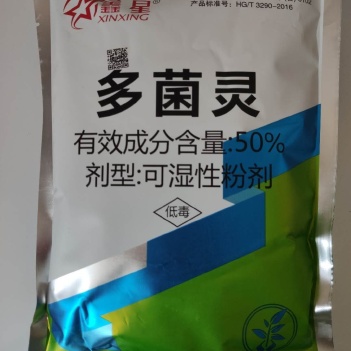 鑫星®
XINXING
产品标准号: HG/T 3290-2016
多菌灵
有效成分含量:50%
剂型:可湿性粉剂
低毒